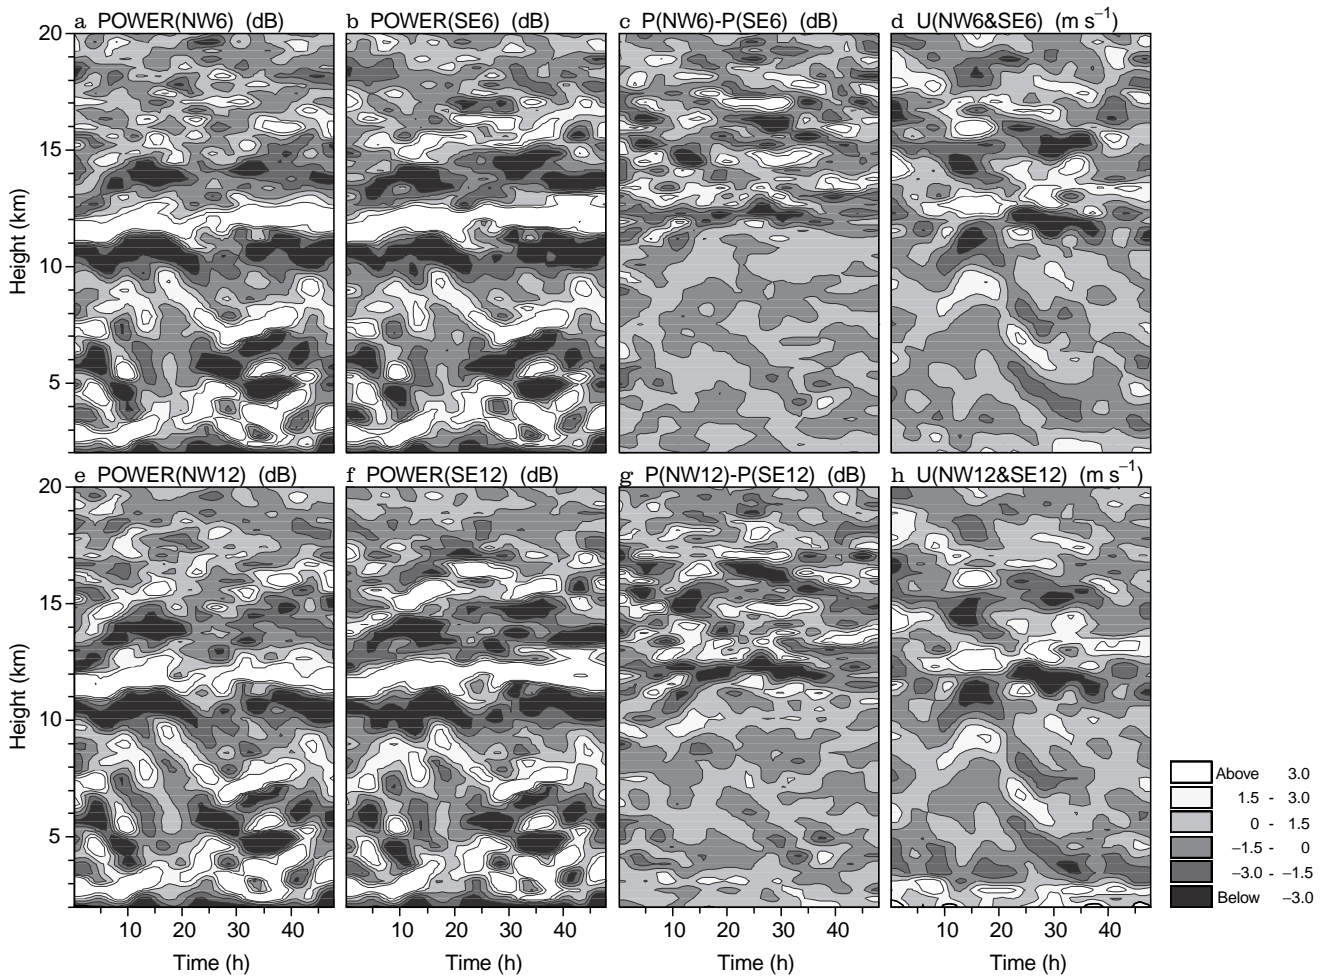 a POWER(NW6) (dB)
b POWER(SE6) (dB)
c P(NW6)-P(SE6) (dB)
d U(NW6&SE6) (m s⁻¹)
20
15
10
5
Height (km)
e POWER(NW12) (dB)
f POWER(SE12) (dB)
g P(NW12)-P(SE12) (dB)
h U(NW12&SE12) (m s⁻¹)
20
15
10
5
Height (km)
10 20 30 40
10 20 30 40
10 20 30 40
10 20 30 40
Time (h)
Time (h)
Time (h)
Time (h)
Above 3.0
1.5 - 3.0
0 - 1.5
−1.5 - 0
−3.0 - −1.5
Below −3.0